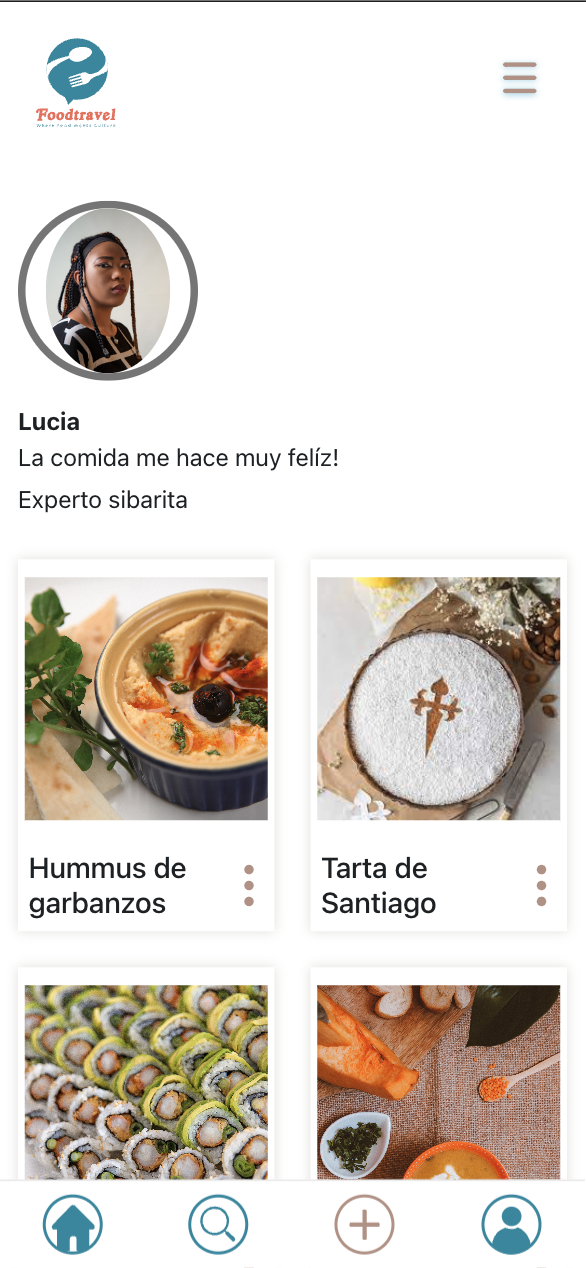 Foodtravel
Where Food Meets Culture
Lucia
La comida me hace muy felíz!
Experto sibarita
Hummus de
garbanzos
Tarta de
Santiago